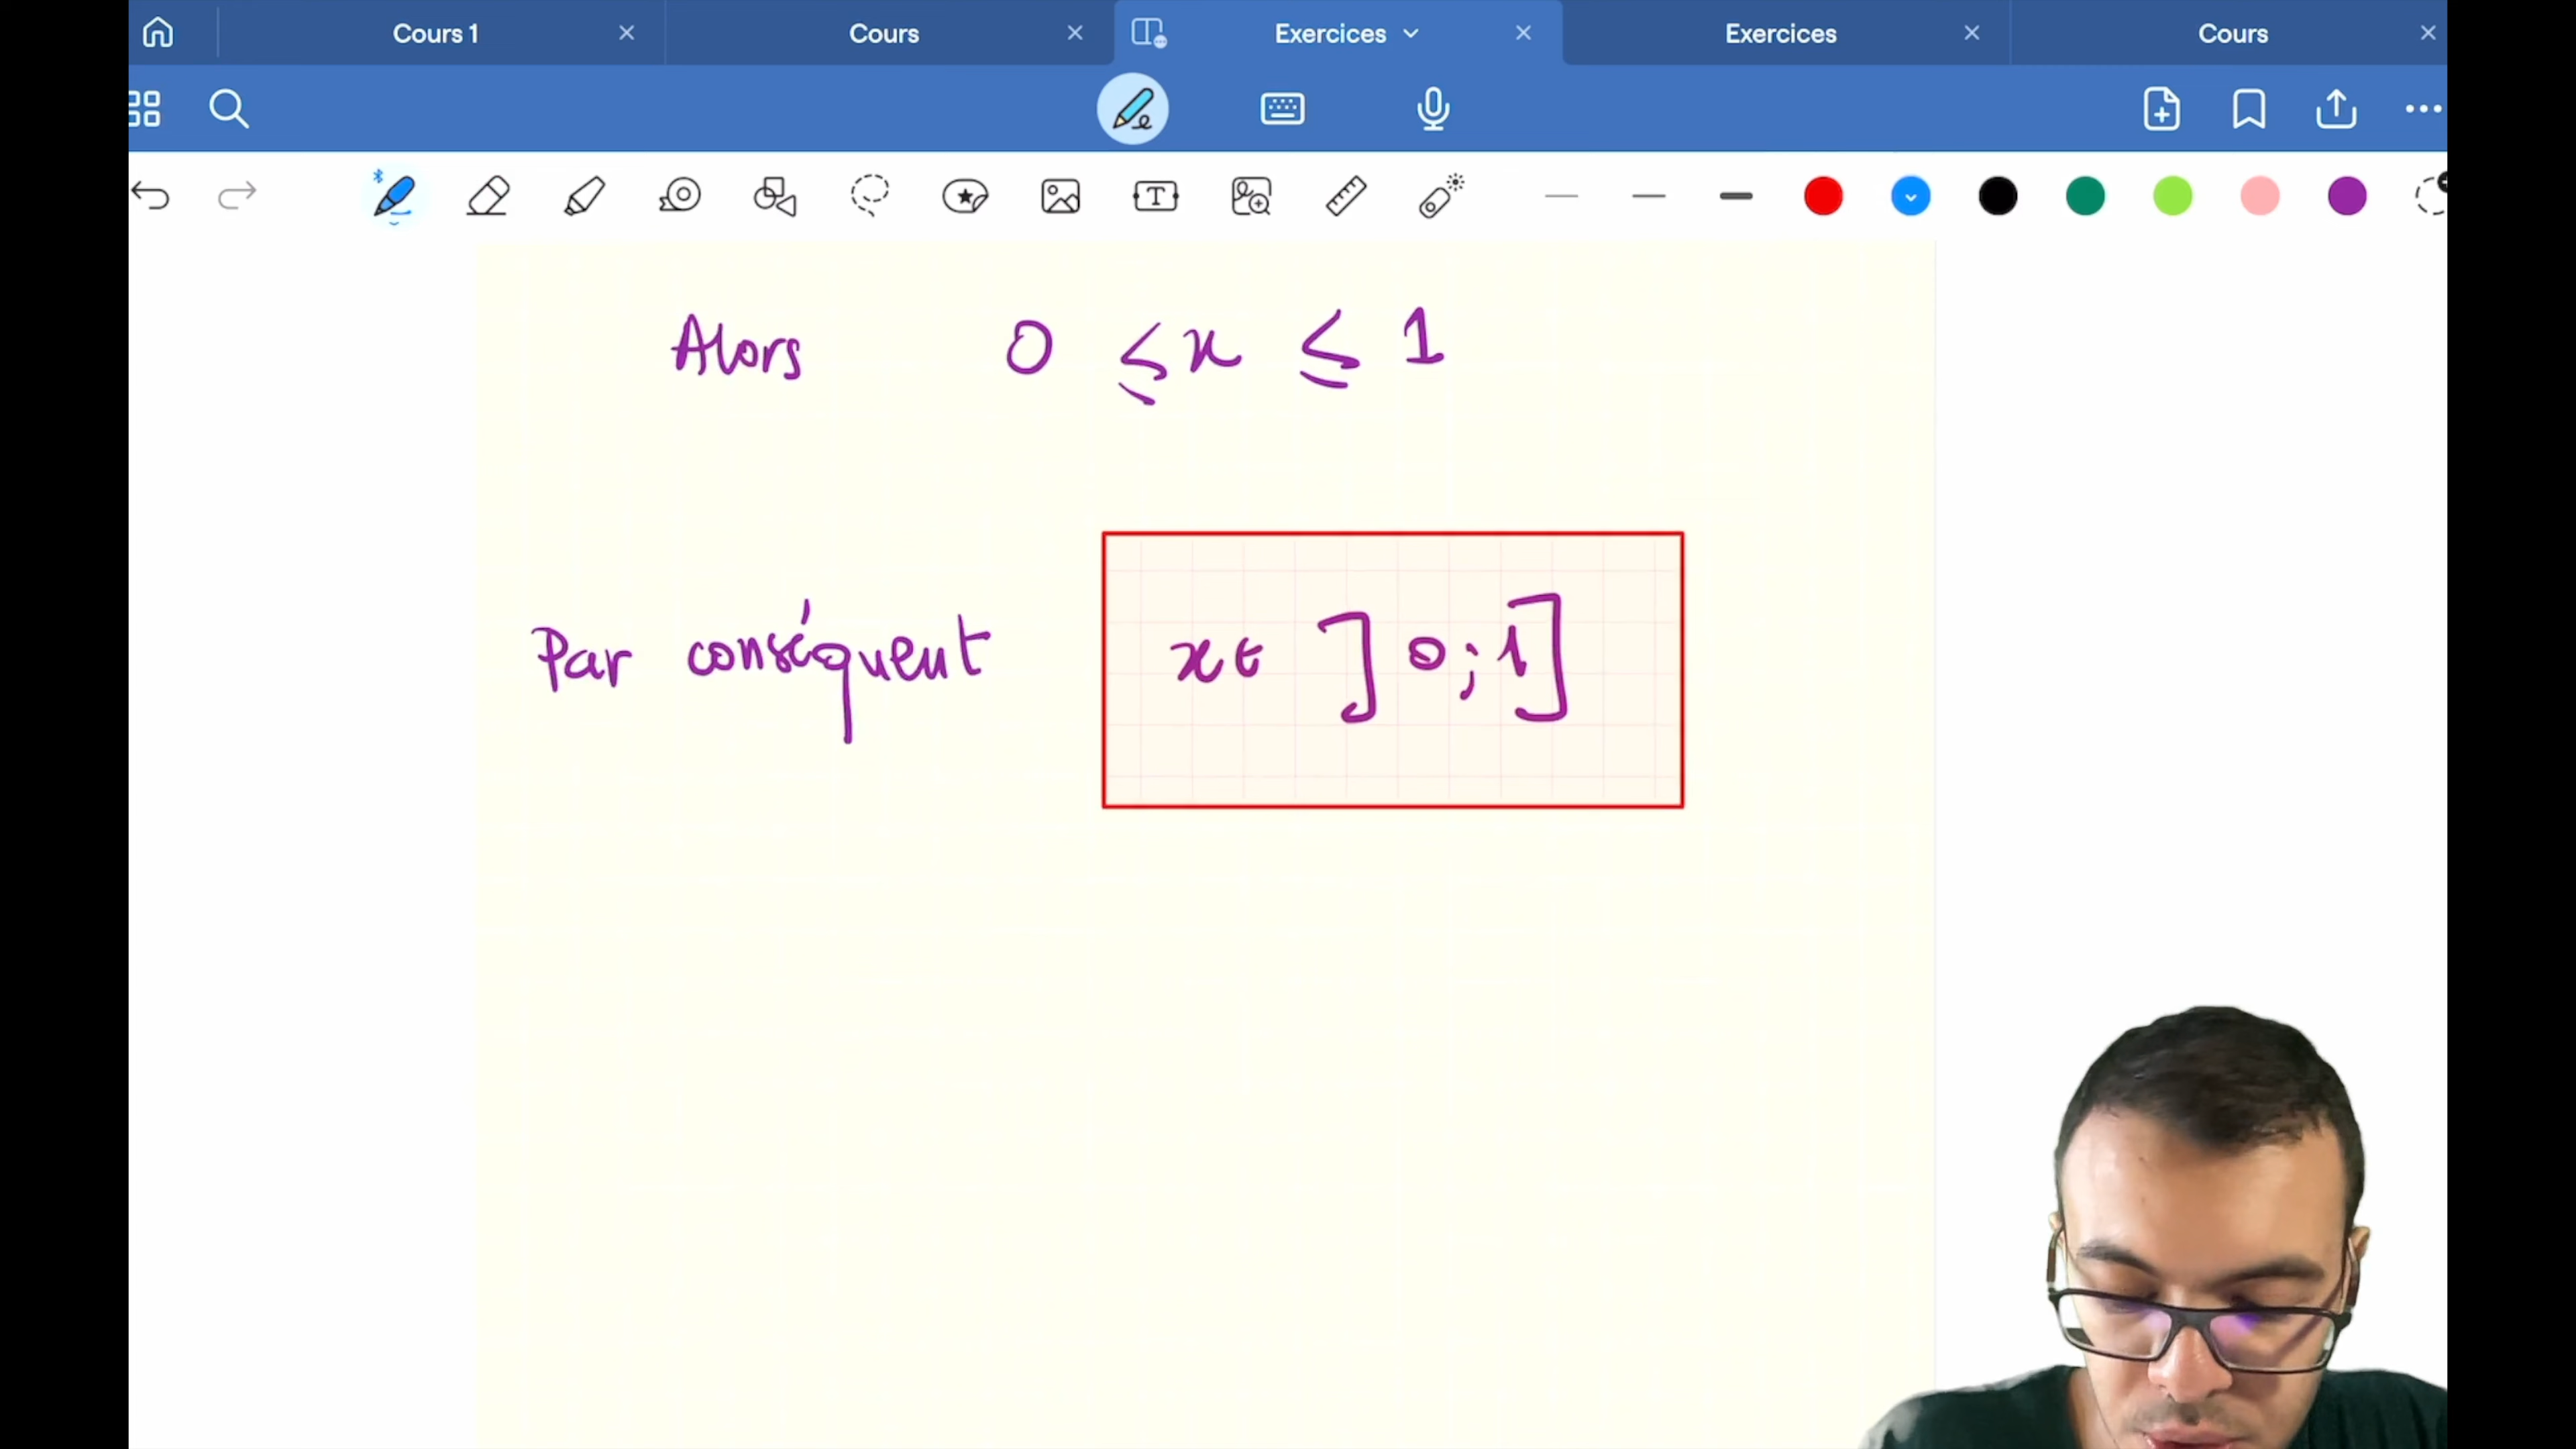 Cours 1 Cours Exercices Exercices Cours
Alors 0 ≤ x ≤ 1
Par conséquent x ∈ ]0;1]